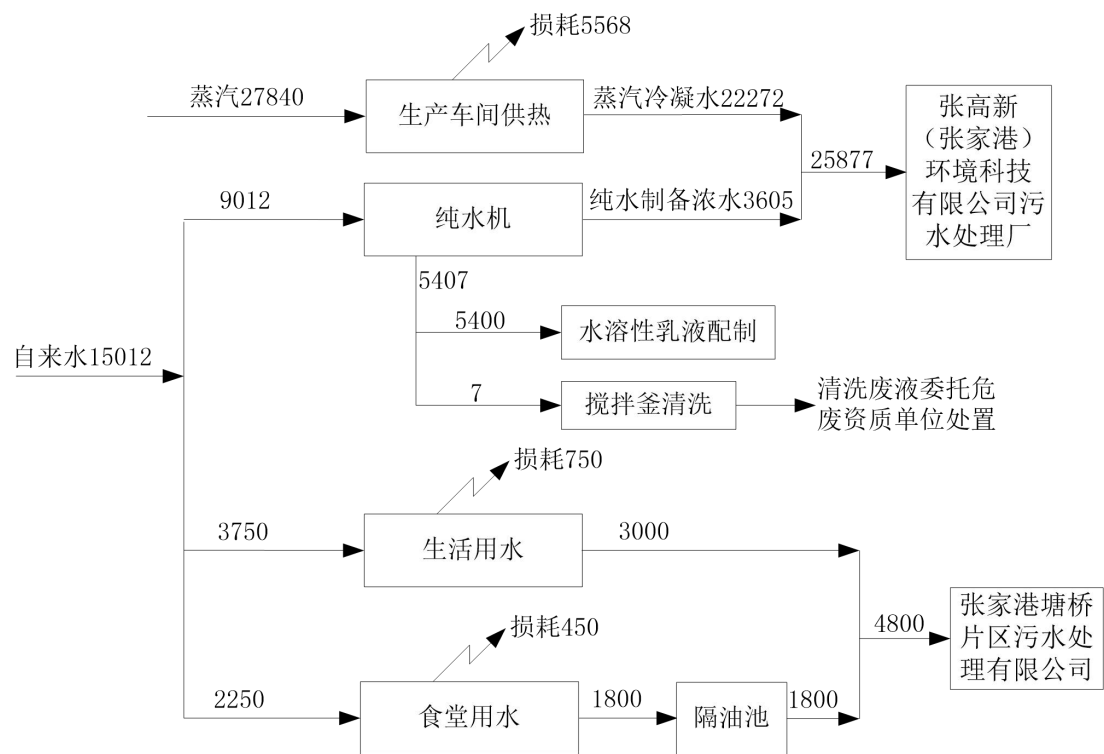 损耗5568
蒸汽27840
生产车间供热
蒸汽冷凝水22272
张高新
（张家港）
环境科技
有限公司污
水处理厂
25877
9012
纯水机
纯水制备浓水3605
5407
5400
水溶性乳液配制
自来水15012
7
搅拌釜清洗
清洗废液委托危
废资质单位处置
损耗750
3750
生活用水
3000
张家港塘桥
片区污水处
理有限公司
4800
损耗450
2250
食堂用水
1800
隔油池
1800